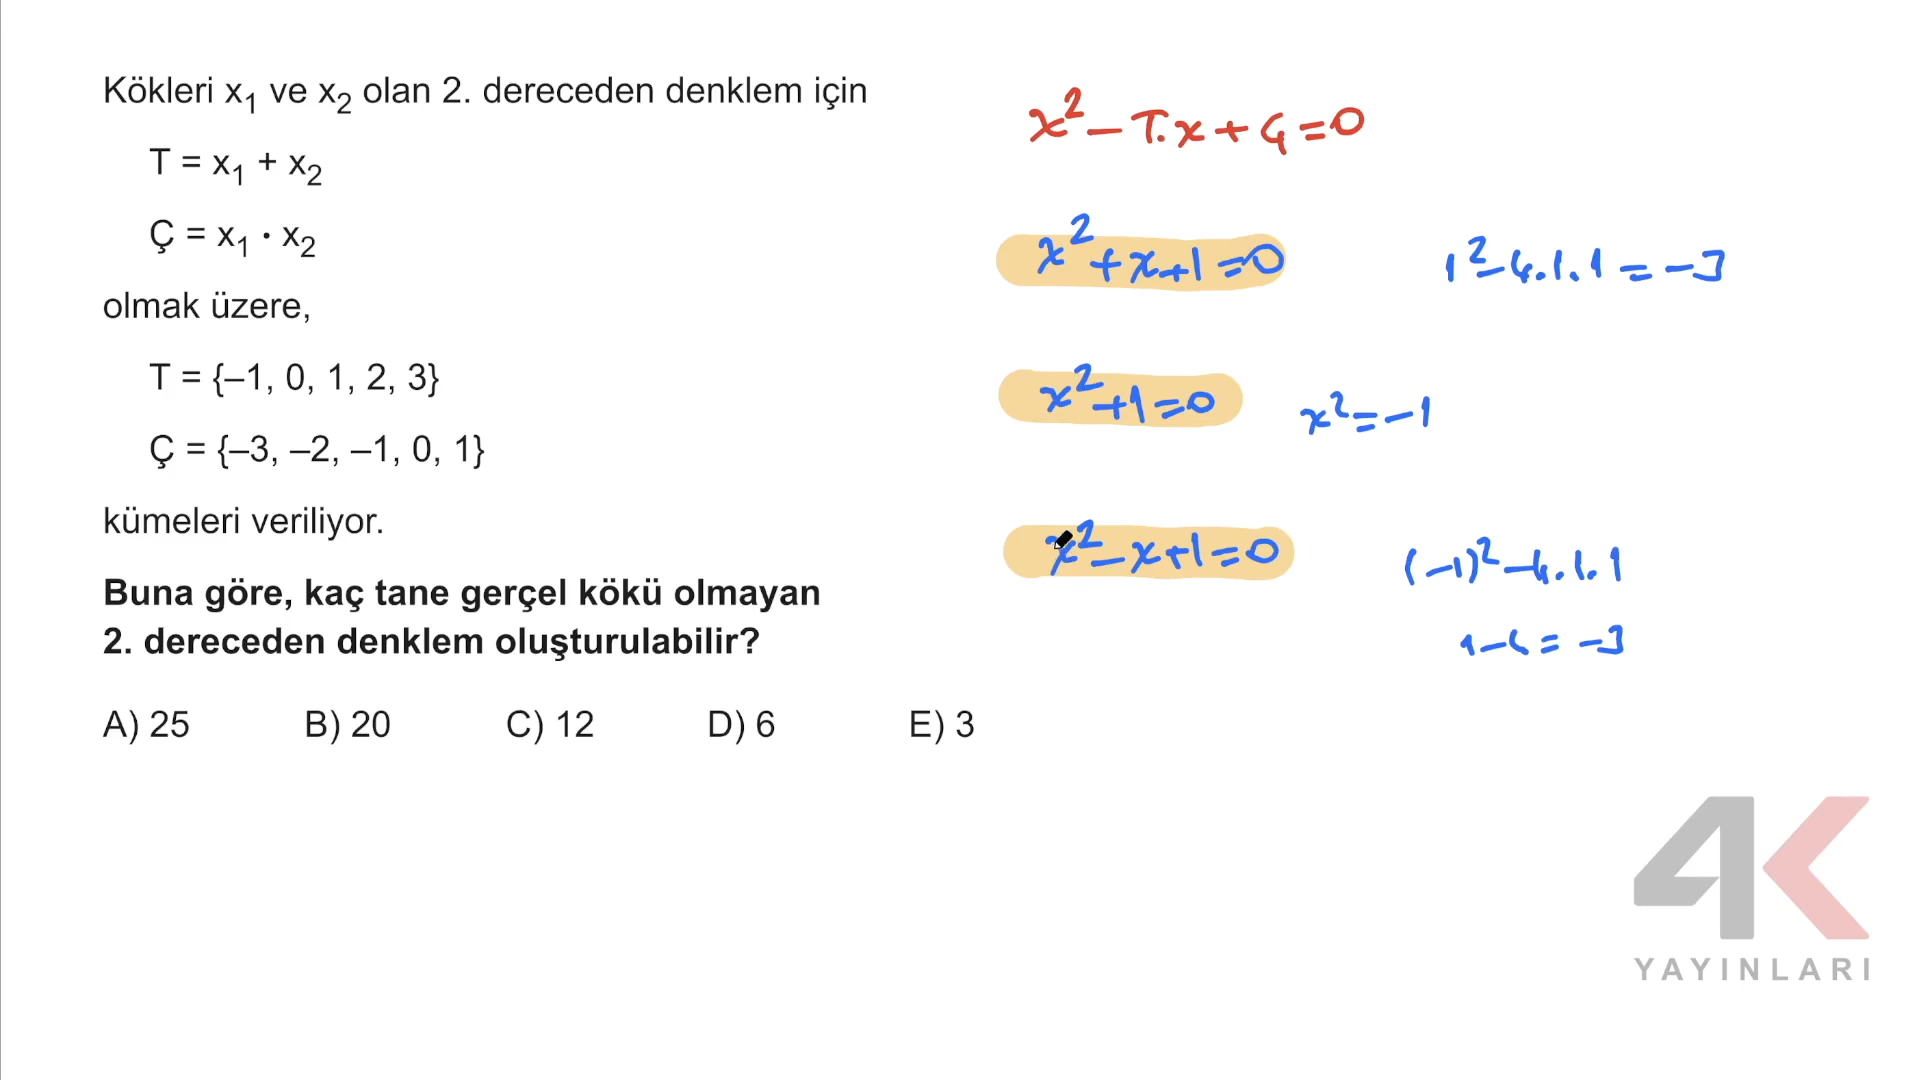 Kökleri x₁ ve x₂ olan 2. dereceden denklem için
T = x₁ + x₂
Ç = x₁ · x₂
olmak üzere,
T = {–1, 0, 1, 2, 3}
Ç = {–3, –2, –1, 0, 1}
kümeleri veriliyor.
Buna göre, kaç tane gerçel kökü olmayan
2. dereceden denklem oluşturulabilir?
A) 25 B) 20 C) 12 D) 6 E) 3
x² – T.x + Ç = 0
x² + x + 1 = 0 1² – 4.1.1 = –3
x² + 1 = 0 x² = –1
x² – x + 1 = 0 (–1)² – 4.1.1
1 – 4 = –3
4K
YAYINLARI